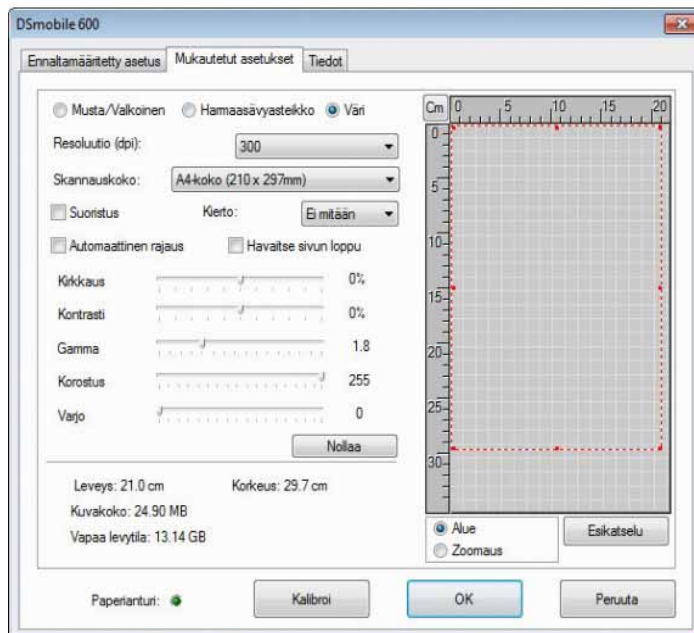 DSmobile 600
Ennaltamääritetty asetus Mukautetut asetukset Tiedot
Musta/Valkoinen Harmaasävyasteikko Väri
Resoluutio (dpi): 300
Skannauskoko: A4-koko (210 x 297mm)
Suoristus Kierto: Ei mitään
Automaattinen rajaus Havaitse sivun loppu
Kirkkaus 0%
Kontrasti 0%
Gamma 1.8
Korostus 255
Varjo 0
Nollaa
Leveys: 21.0 cm Korkeus: 29.7 cm
Kuvakoko: 24.90 MB
Vapaa levytila: 13.14 GB
Cm 0 5 10 15 20
0
5
10
15
20
25
30
Alue
Zoomaus
Esikatselu
Paperianturi: Kalibroi OK Peruuta